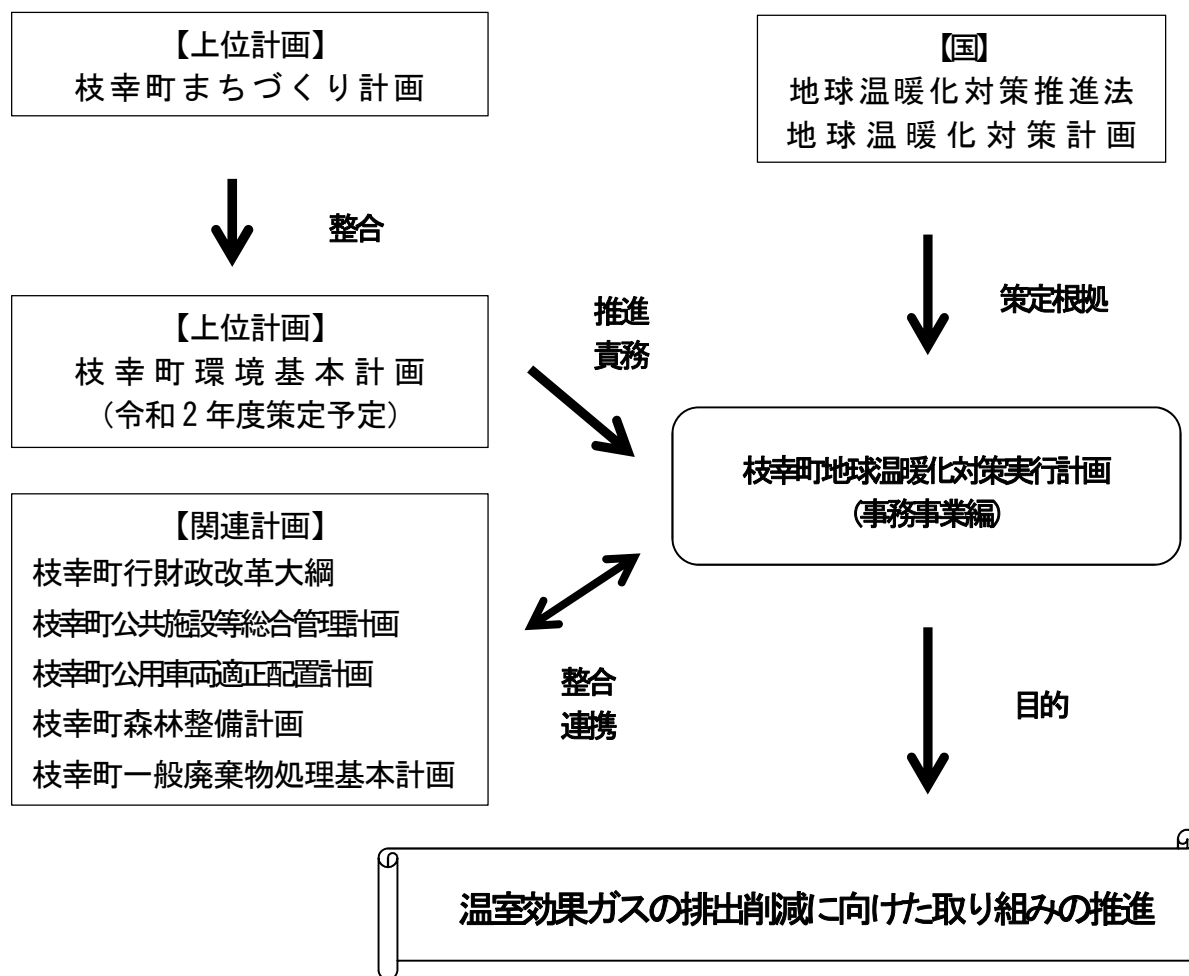 【上位計画】
枝幸町まちづくり計画
【国】
地球温暖化対策推進法
地球温暖化対策計画
整合
策定根拠
【上位計画】
枝幸町環境基本計画
(令和2年度策定予定)
推進
責務
枝幸町地球温暖化対策実行計画
(事務事業編)
【関連計画】
枝幸町行財政改革大綱
枝幸町公共施設等総合管理計画
枝幸町公用車両適正配置計画
枝幸町森林整備計画
枝幸町一般廃棄物処理基本計画
整合
連携
目的
温室効果ガスの排出削減に向けた取り組みの推進